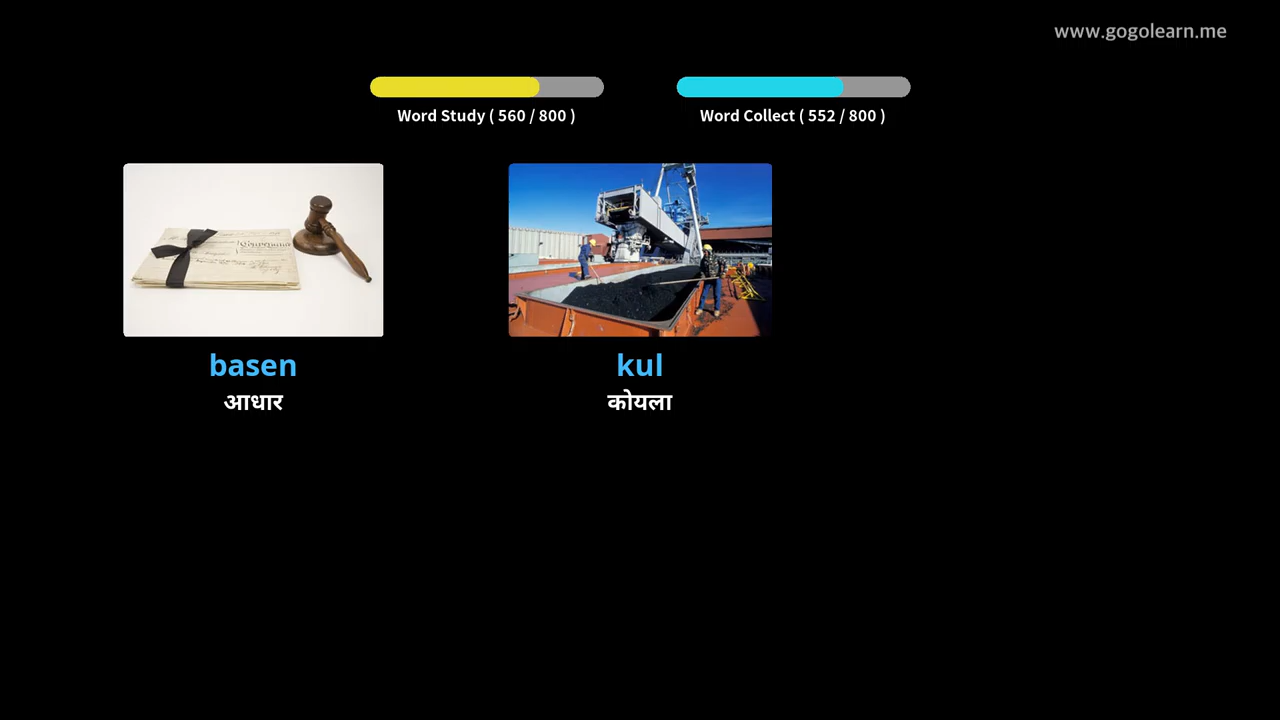 www.gogolearn.me
Word Study ( 560 / 800 )
Word Collect ( 552 / 800 )
basen
आधार
kul
कोयला